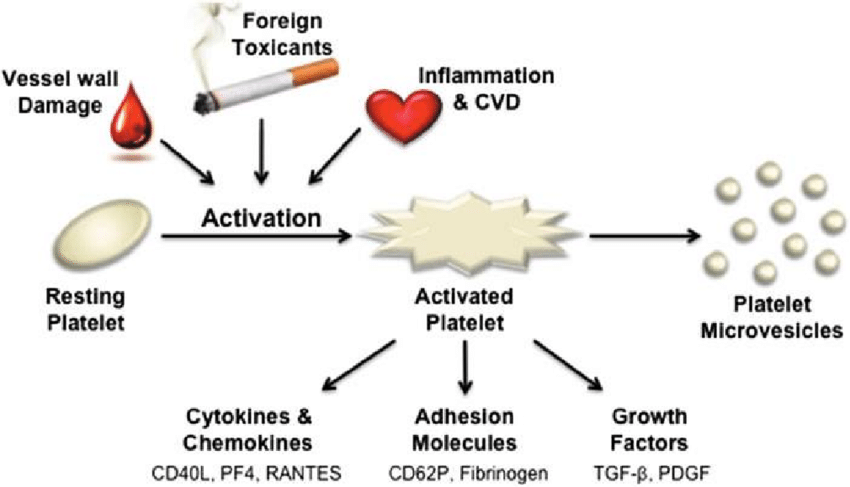 Foreign
Toxicants
Vessel wall
Damage
Inflammation
& CVD
Activation
Resting
Platelet
Activated
Platelet
Platelet
Microvesicles
Cytokines &
Chemokines
CD40L, PF4, RANTES
Adhesion
Molecules
CD62P, Fibrinogen
Growth
Factors
TGF-β, PDGF